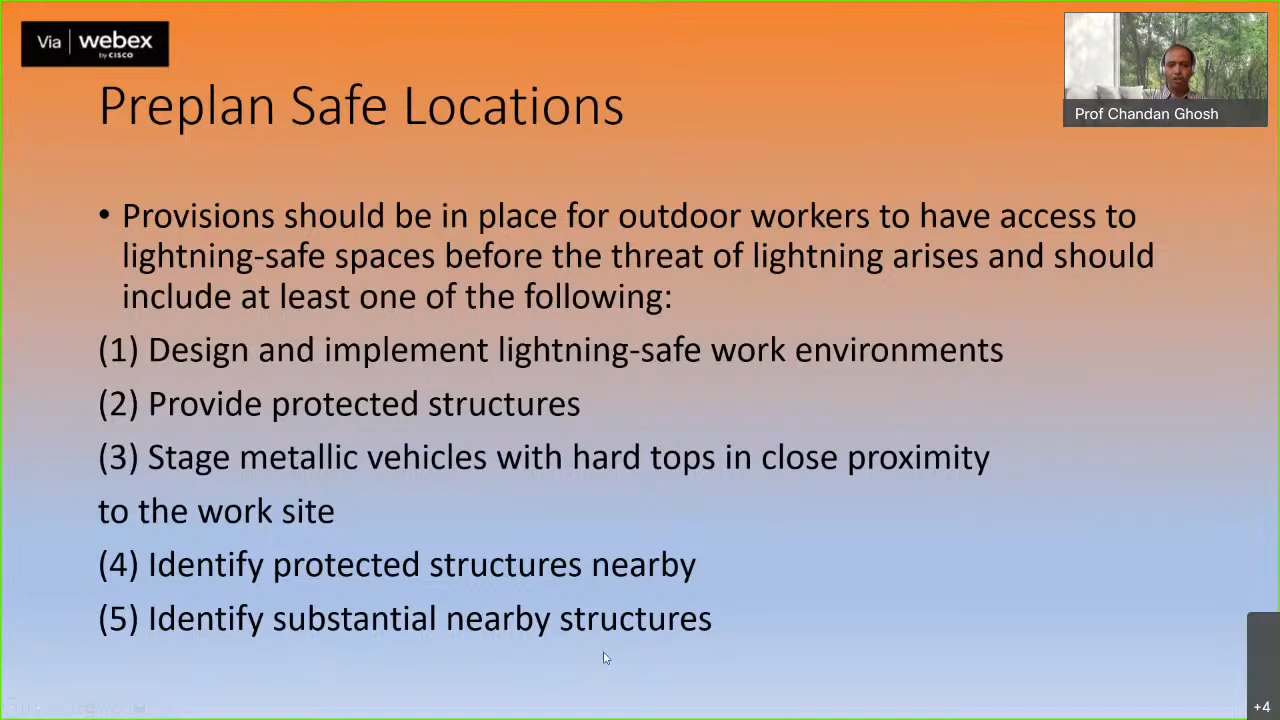 Via | webex
by CISCO
Prof Chandan Ghosh
Preplan Safe Locations
• Provisions should be in place for outdoor workers to have access to
lightning-safe spaces before the threat of lightning arises and should
include at least one of the following:
(1) Design and implement lightning-safe work environments
(2) Provide protected structures
(3) Stage metallic vehicles with hard tops in close proximity
to the work site
(4) Identify protected structures nearby
(5) Identify substantial nearby structures
+4